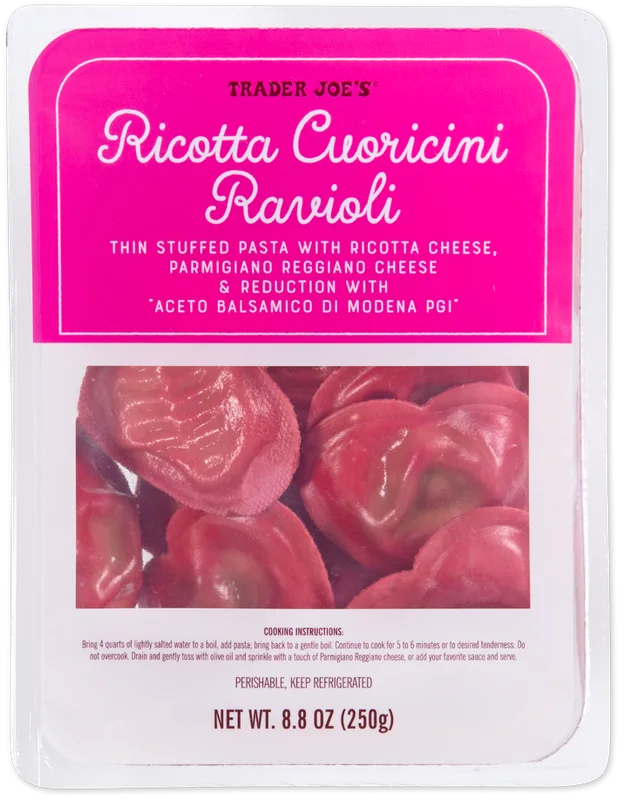 TRADER JOE'S®
Ricotta Cuoricini
Ravioli
THIN STUFFED PASTA WITH RICOTTA CHEESE,
PARMIGIANO REGGIANO CHEESE
& REDUCTION WITH
"ACETO BALSAMICO DI MODENA PGI"
COOKING INSTRUCTIONS:
Bring 4 quarts of lightly salted water to a boil, add pasta; bring back to a gentle boil. Continue to cook for 5 to 6 minutes or to desired tenderness. Do
not overcook. Drain and gently toss with olive oil and sprinkle with a touch of Parmigiano Reggiano cheese, or add your favorite sauce and serve.
PERISHABLE, KEEP REFRIGERATED
NET WT. 8.8 OZ (250g)